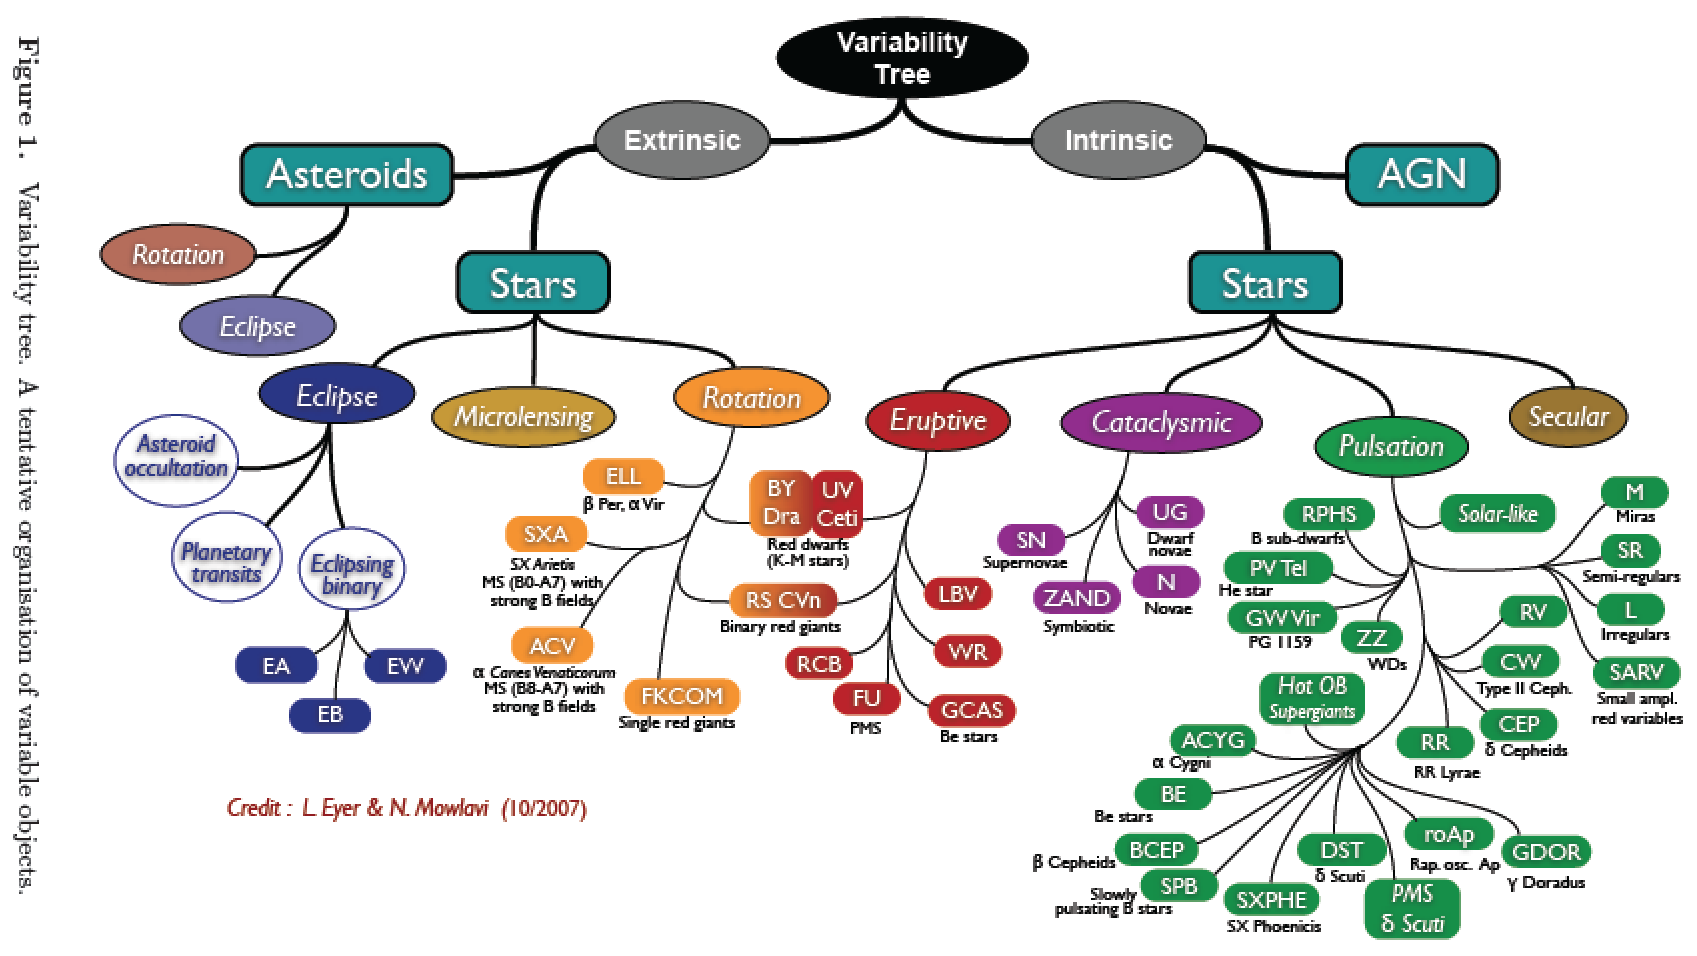 Variability
Tree
Extrinsic
Intrinsic
Asteroids
AGN
Rotation
Eclipse
Stars
Stars
Eclipse
Microlensing
Rotation
Eruptive
Cataclysmic
Pulsation
Secular
Asteroid
occultation
Planetary
transits
Eclipsing
binary
EA
EB
EW
ELL
β Per, α Vir
SXA
SX Arietis
MS (B0-A7) with
strong B fields
ACV
α Canes Venaticorum
MS (B8-A7) with
strong B fields
FKCOM
Single red giants
BY
Dra
UV
Ceti
Red dwarfs
(K-M stars)
RS CVn
Binary red giants
LBV
WR
RCB
FU
PMS
GCAS
Be stars
SN
Supernovae
UG
Dwarf
novae
ZAND
Symbiotic
N
Novae
RPHS
B sub-dwarfs
PV Tel
He star
GW Vir
PG 1159
ZZ
WDs
Solar-like
M
Miras
SR
Semi-regulars
L
Irregulars
SARV
Small ampl.
red variables
RV
CW
Type II Ceph.
CEP
δ Cepheids
RR
RR Lyrae
Hot OB
Supergiants
ACYG
α Cygni
BE
Be stars
BCEP
β Cepheids
SPB
Slowly
pulsating B stars
SXPHE
SX Phoenicis
DST
δ Scuti
PMS
δ Scuti
roAp
Rap. osc. Ap
GDOR
γ Doradus
Credit : L. Eyer & N. Mowlavi (10/2007)
Figure 1. Variability tree. A tentative organisation of variable objects.